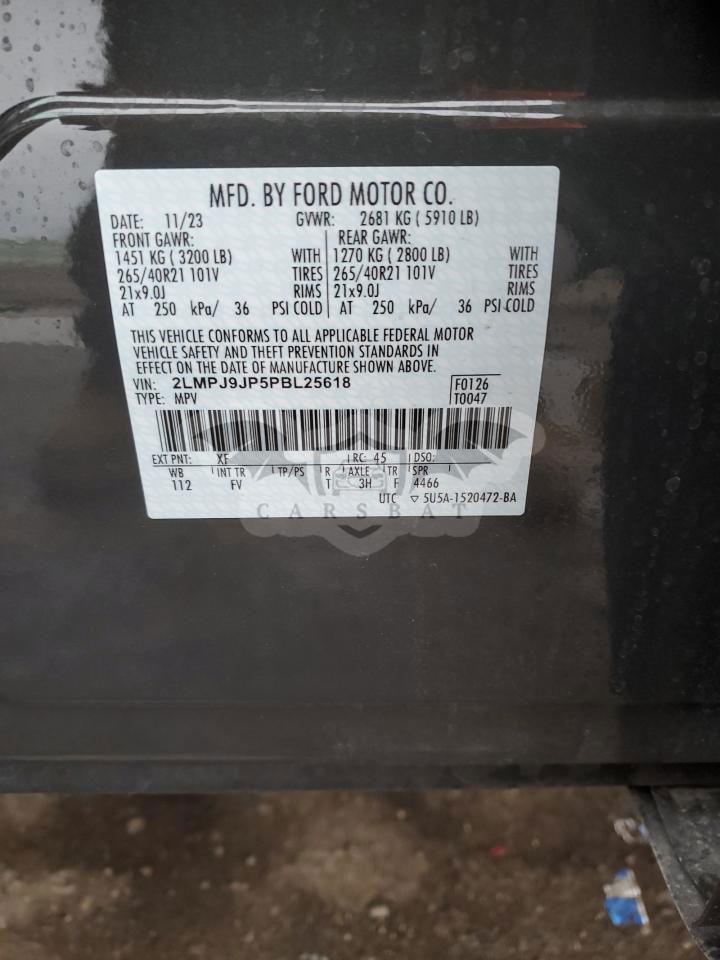 MFD. BY FORD MOTOR CO.
DATE: 11/23 GVWR: 2681 KG ( 5910 LB)
FRONT GAWR: REAR GAWR:
1451 KG ( 3200 LB) WITH 1270 KG ( 2800 LB) WITH
265/40R21 101V TIRES 265/40R21 101V TIRES
21x9.0J RIMS 21x9.0J RIMS
AT 250 kPa/ 36 PSI COLD AT 250 kPa/ 36 PSI COLD
THIS VEHICLE CONFORMS TO ALL APPLICABLE FEDERAL MOTOR
VEHICLE SAFETY AND THEFT PREVENTION STANDARDS IN
EFFECT ON THE DATE OF MANUFACTURE SHOWN ABOVE.
VIN: 2LMPJ9JP5PBL25618 F0126
TYPE: MPV T0047
EXT PNT: XF RC: 45 DSO:
WB INT TR TP/PS R AXLE TR SPR
112 FV T 3H F 4466
UTC ▽ 5U5A-1520472-BA
CARSBAT